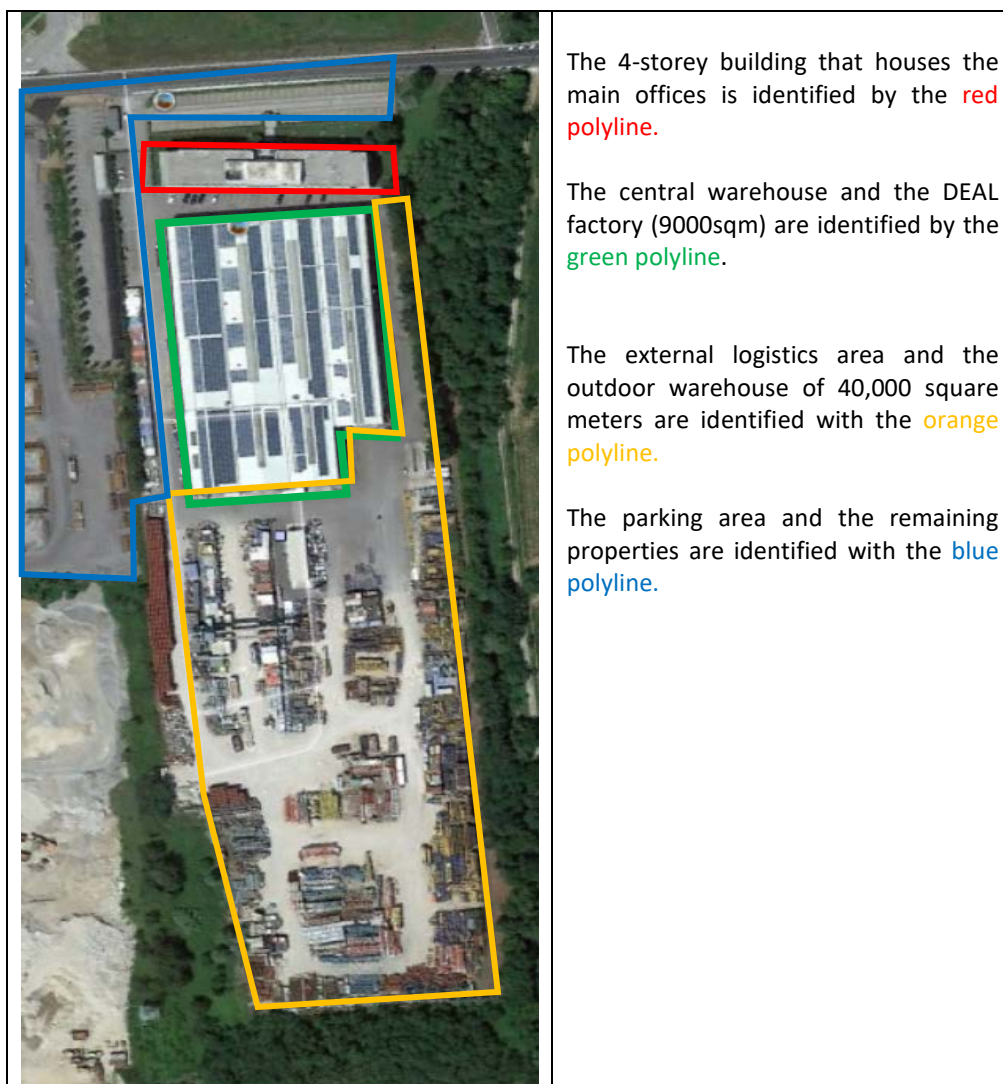 The 4-storey building that houses the
main offices is identified by the red
polyline.
The central warehouse and the DEAL
factory (9000sqm) are identified by the
green polyline.
The external logistics area and the
outdoor warehouse of 40,000 square
meters are identified with the orange
polyline.
The parking area and the remaining
properties are identified with the blue
polyline.